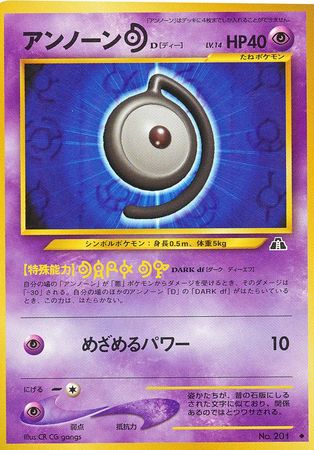 「アンノーン」はデッキに4枚までしか入れることができません。
アンノーン D [ディー] LV.14 HP40
たねポケモン
シンボルポケモン：身長0.5m、体重5kg
【特殊能力】 DARK df [ダーク ディーエフ]
自分の場の「アンノーン」が「悪」ポケモンからダメージを受けるとき、そのダメージは
「-30」される。自分の場のほかのアンノーン「D」の「DARK df」がはたらいていると
き、この力は、はたらかない。
めざめるパワー 10
にげる
弱点 抵抗力
姿かたちが、昔の石版にしる
された文字に似ており、関係
あるのではとウワサされる。
Illus. CR CG gangs
No. 201